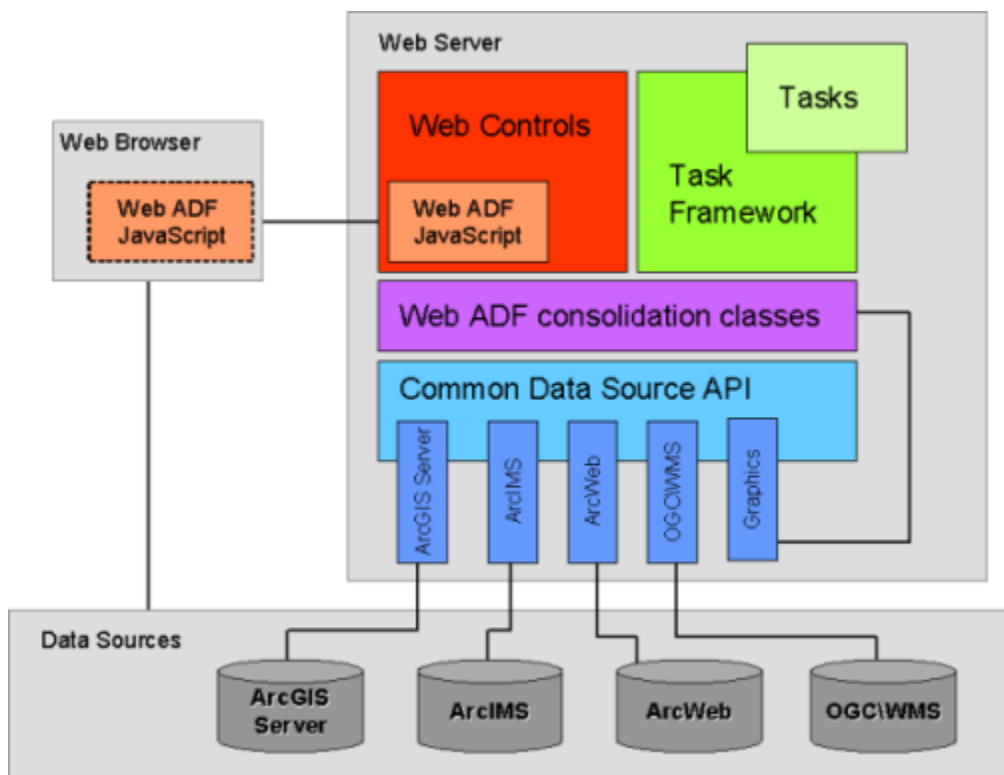 Web Server
Web Controls
Tasks
Task
Framework
Web Browser
Web ADF
JavaScript
Web ADF
JavaScript
Web ADF consolidation classes
Common Data Source API
ArcGIS Server
ArcIMS
ArcWeb
OGC\WMS
Graphics
Data Sources
ArcGIS
Server
ArcIMS
ArcWeb
OGC\WMS